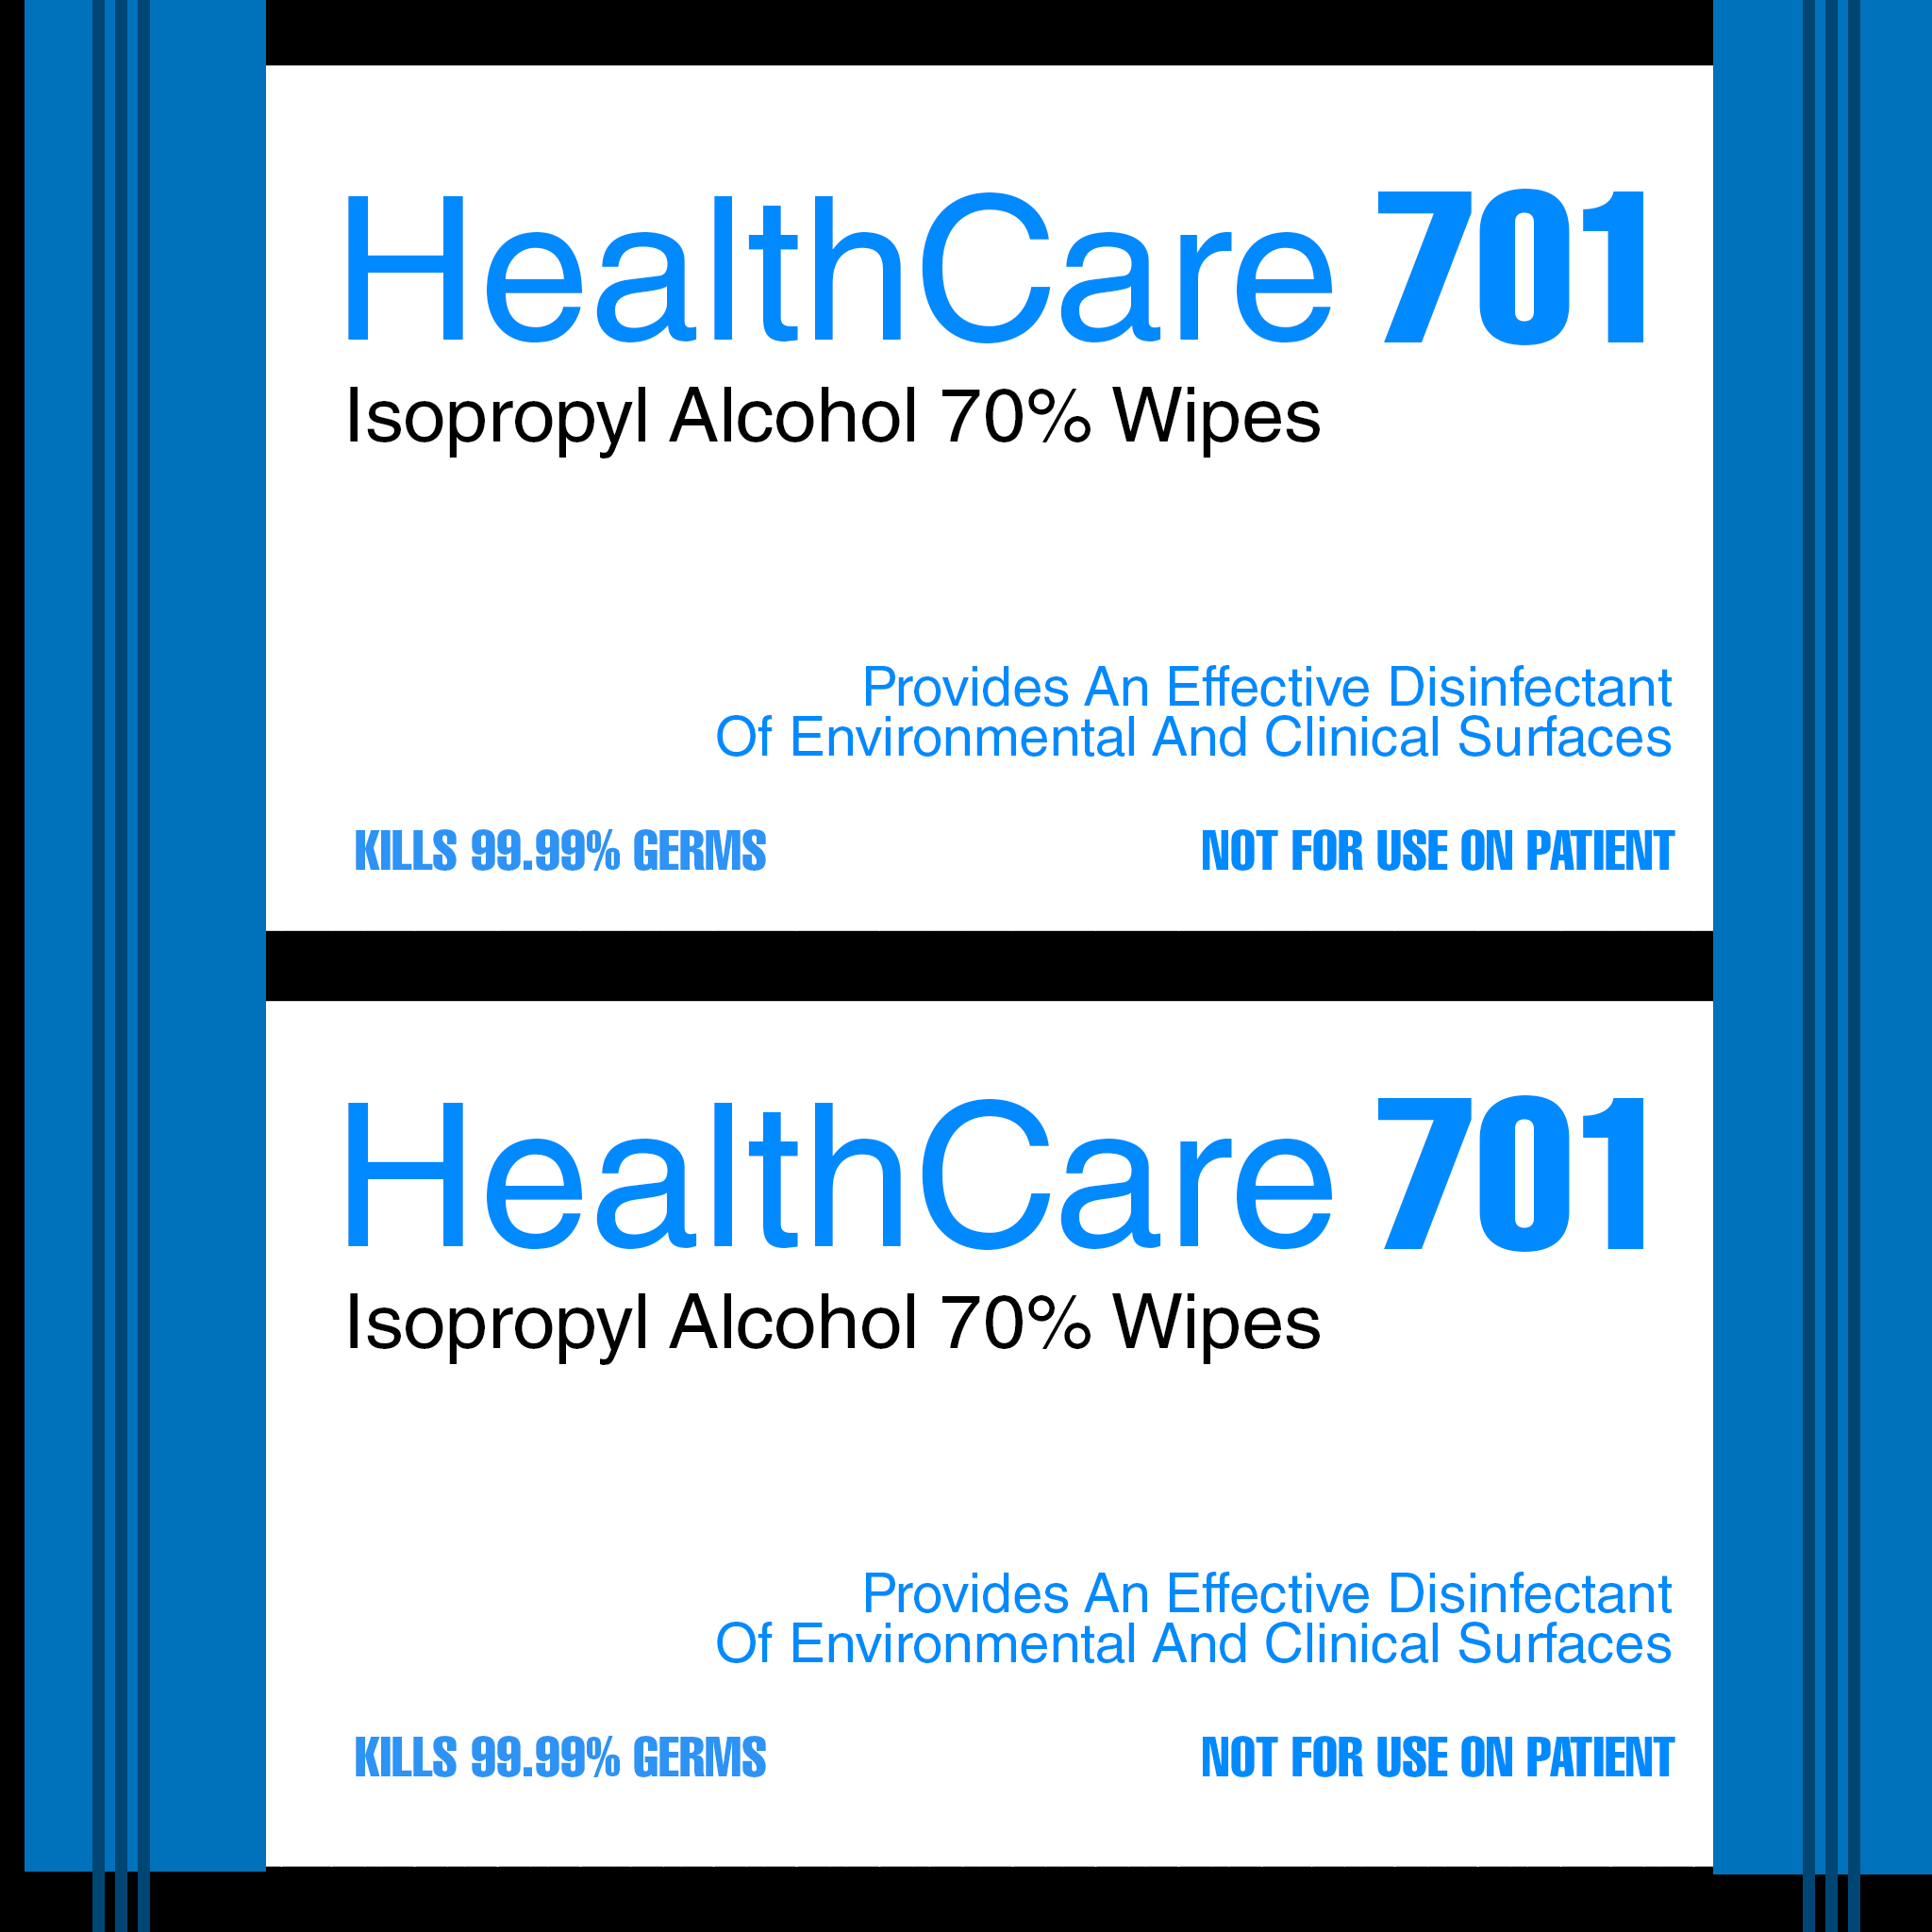 HealthCare 701
Isopropyl Alcohol 70% Wipes
Provides An Effective Disinfectant
Of Environmental And Clinical Surfaces
KILLS 99.99% GERMS NOT FOR USE ON PATIENT
HealthCare 701
Isopropyl Alcohol 70% Wipes
Provides An Effective Disinfectant
Of Environmental And Clinical Surfaces
KILLS 99.99% GERMS NOT FOR USE ON PATIENT